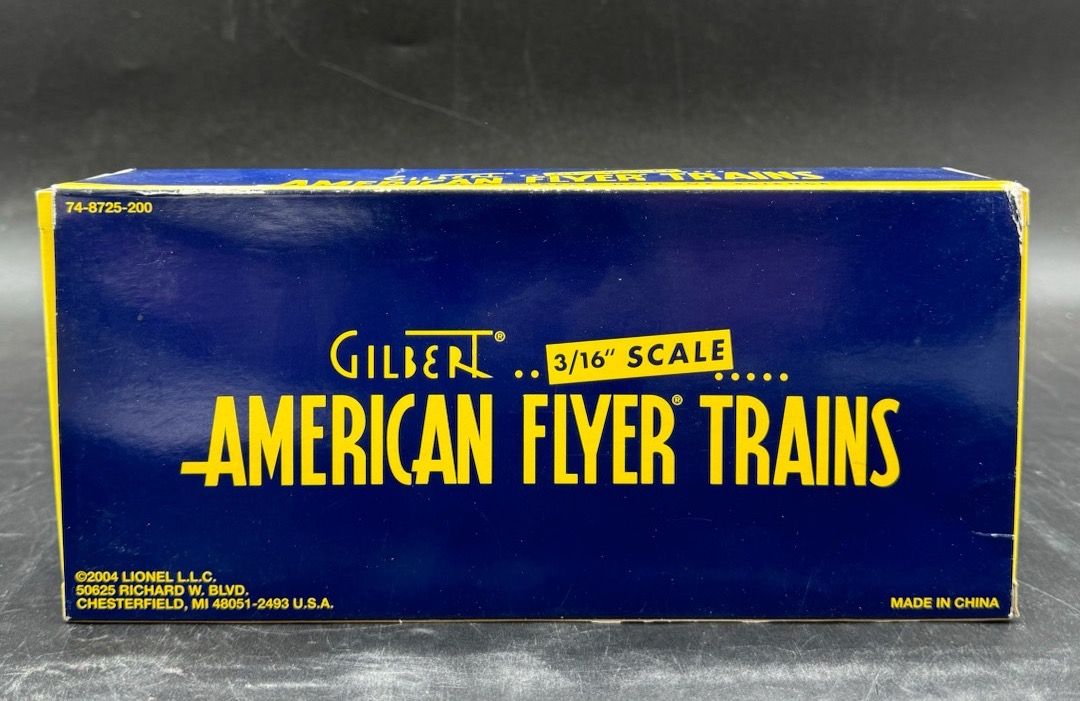 AMERICAN FLYER TRAINS
74-8725-200
GILBERT® .. 3/16" SCALE .....
AMERICAN FLYER® TRAINS
©2004 LIONEL L.L.C.
50625 RICHARD W. BLVD.
CHESTERFIELD, MI 48051-2493 U.S.A.
MADE IN CHINA